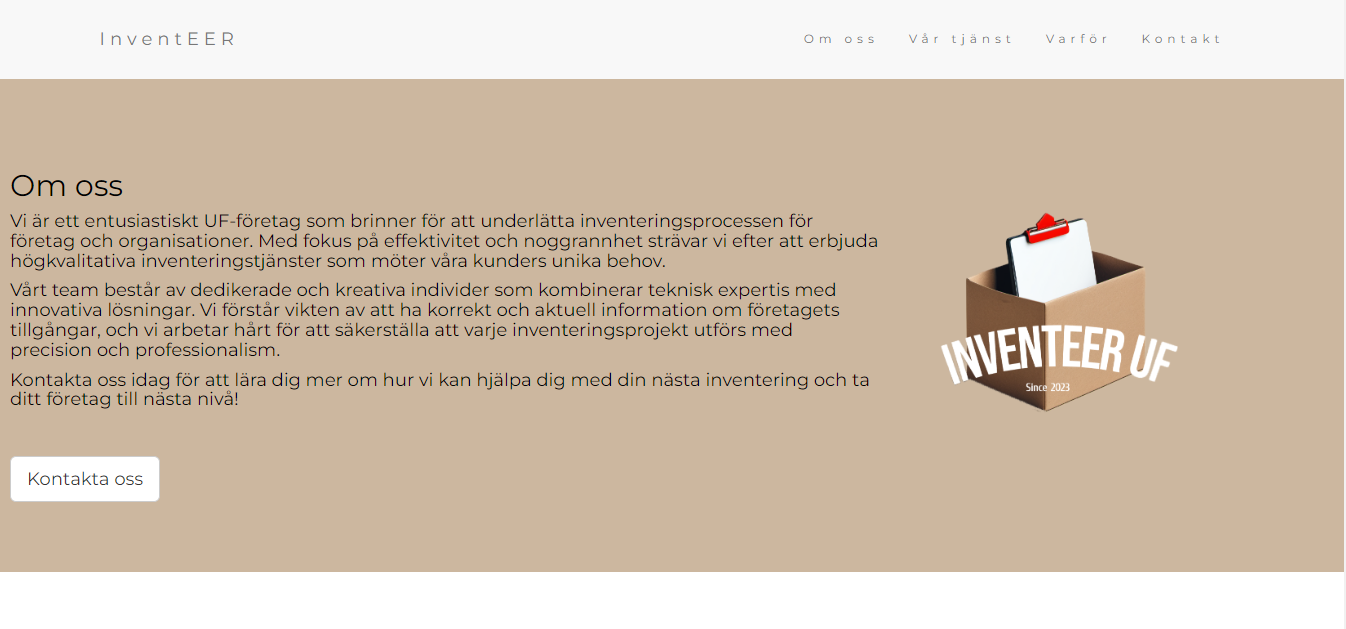 InventEER
Om oss Vår tjänst Varför Kontakt
Om oss
Vi är ett entusiastiskt UF-företag som brinner för att underlätta inventeringsprocessen för
företag och organisationer. Med fokus på effektivitet och noggrannhet strävar vi efter att erbjuda
högkvalitativa inventeringstjänster som möter våra kunders unika behov.
Vårt team består av dedikerade och kreativa individer som kombinerar teknisk expertis med
innovativa lösningar. Vi förstår vikten av att ha korrekt och aktuell information om företagets
tillgångar, och vi arbetar hårt för att säkerställa att varje inventeringsprojekt utförs med
precision och professionalism.
Kontakta oss idag för att lära dig mer om hur vi kan hjälpa dig med din nästa inventering och ta
ditt företag till nästa nivå!
Kontakta oss
INVENTEER UF
Since 2023